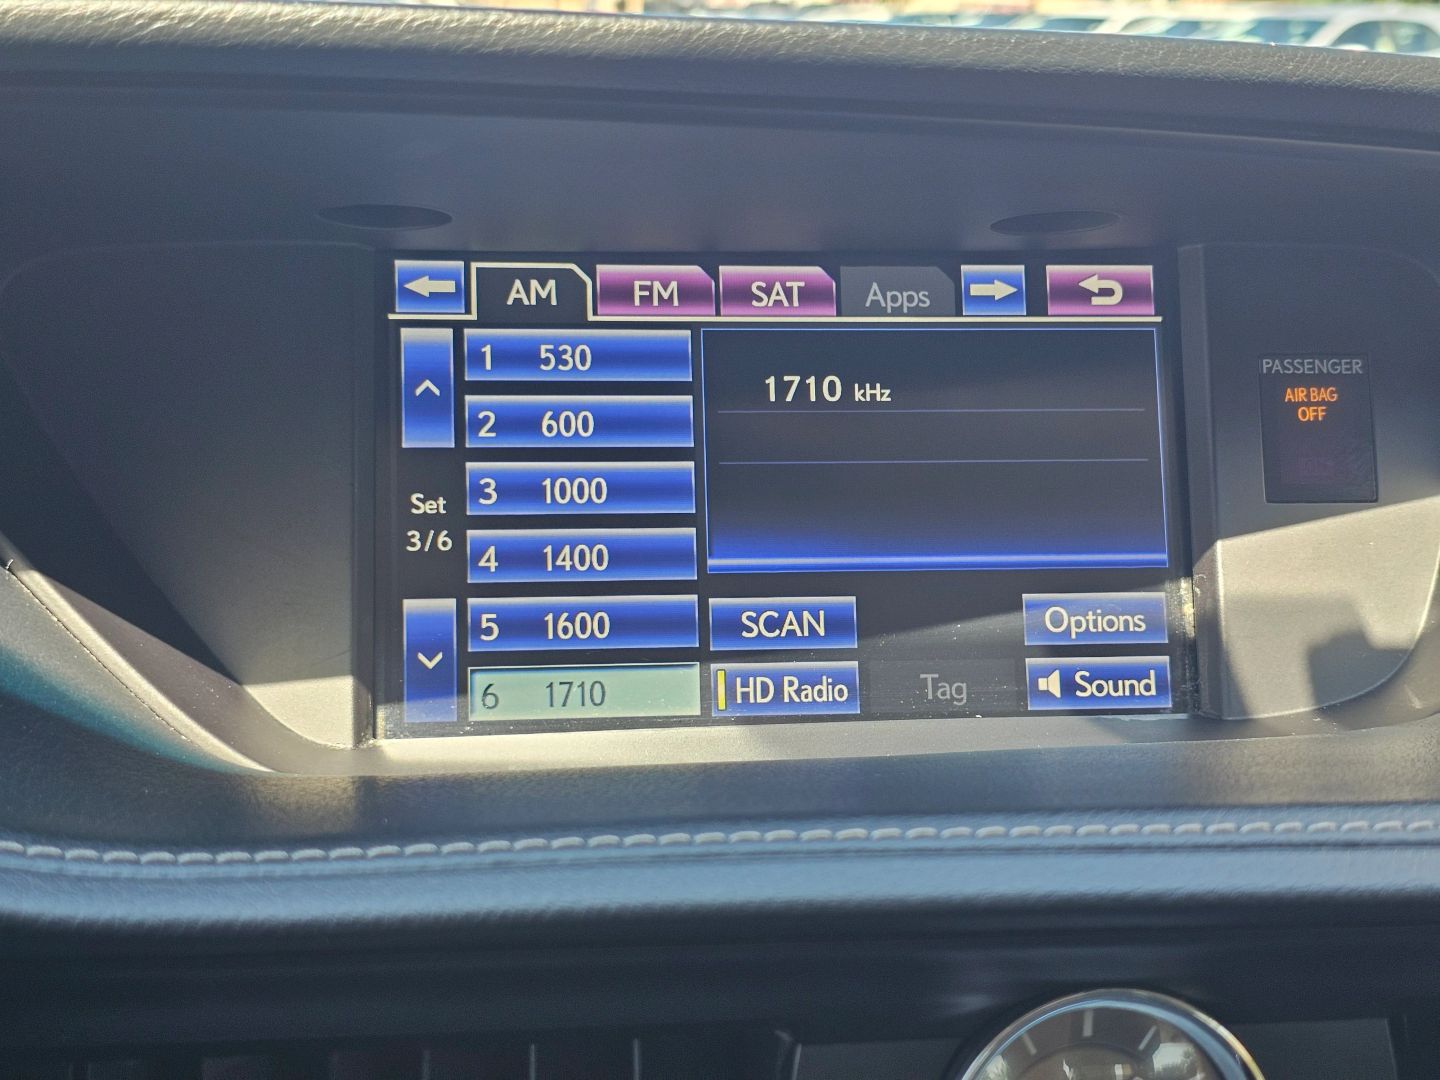 AM FM SAT Apps
1 530
2 600
3 1000
4 1400
5 1600
6 1710
Set
3/6
1710 kHz
SCAN
Options
HD Radio
Tag
Sound
PASSENGER
AIR BAG
OFF